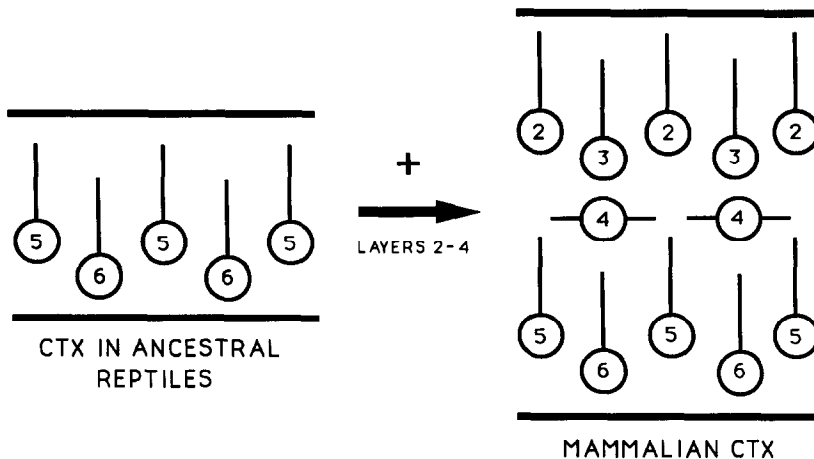 5 5 5
6 6
CTX IN ANCESTRAL
REPTILES
+
LAYERS 2-4
2 2 2
3 3
4 4
5 5 5
6 6
MAMMALIAN CTX